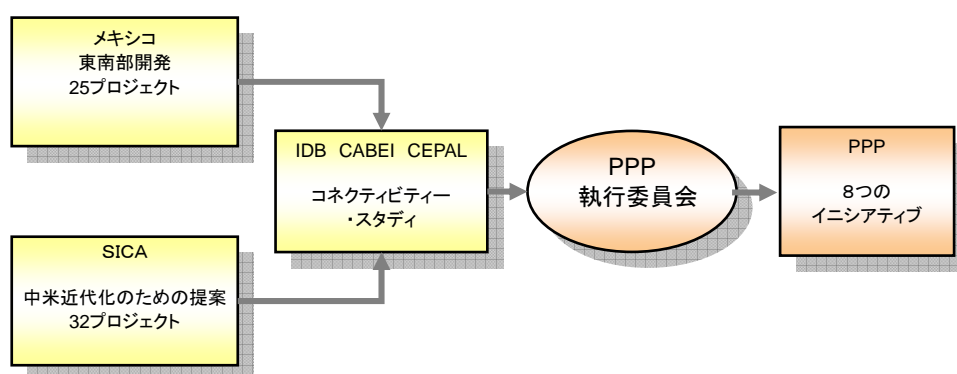 メキシコ
東南部開発
25プロジェクト
SICA
中米近代化のための提案
32プロジェクト
IDB CABEI CEPAL
コネクティビティー
・スタディ
PPP
執行委員会
PPP
8つの
イニシアティブ